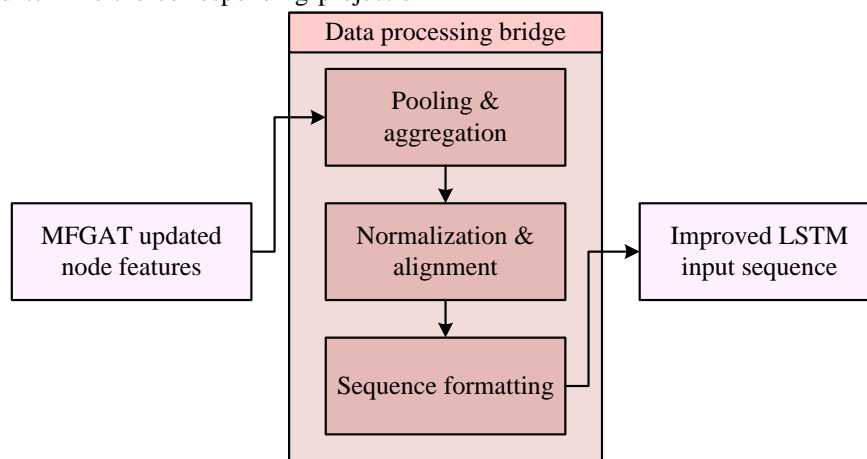 Data processing bridge
Pooling &
aggregation
MFGAT updated
node features
Normalization &
alignment
Improved LSTM
input sequence
Sequence formatting